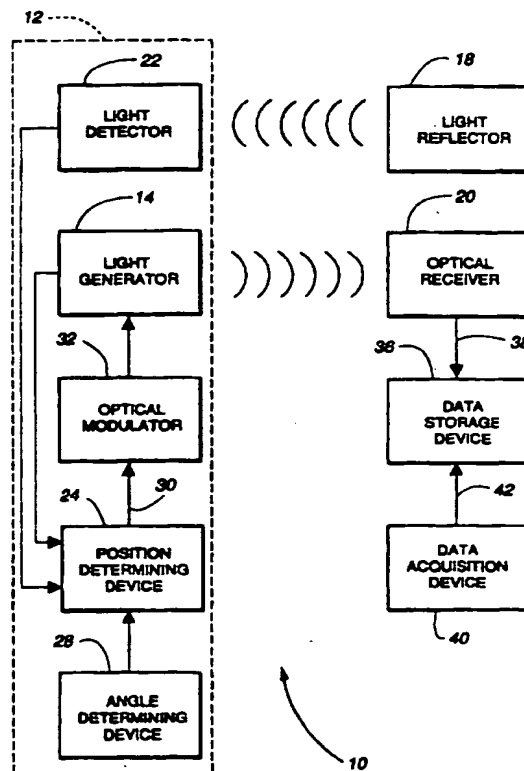 12
22
18
LIGHT
DETECTOR
LIGHT
REFLECTOR
14
20
LIGHT
GENERATOR
OPTICAL
RECEIVER
32
36
38
OPTICAL
MODULATOR
DATA
STORAGE
DEVICE
24
30
42
POSITION
DETERMINING
DEVICE
DATA
ACQUISITION
DEVICE
28
40
ANGLE
DETERMINING
DEVICE
10